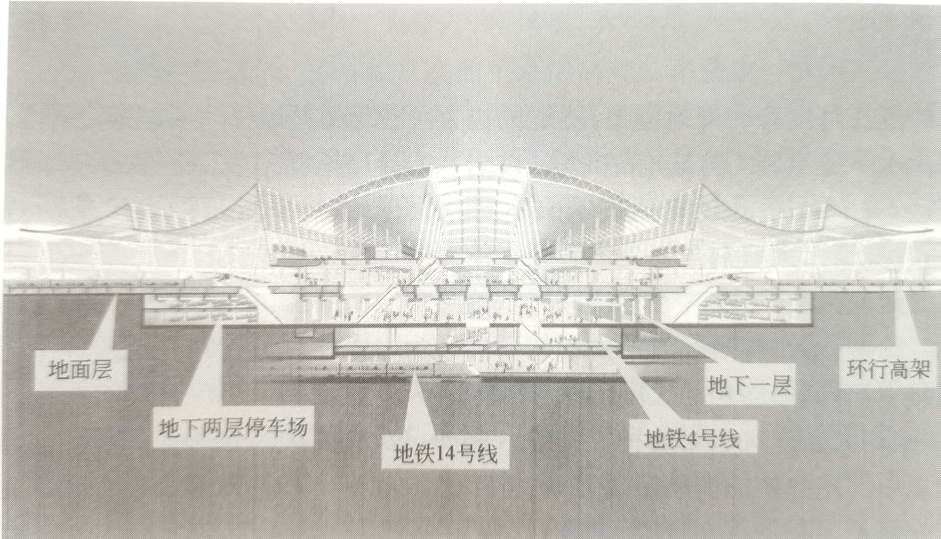 地面层
环行高架
地下一层
地下两层停车场
地铁4号线
地铁14号线